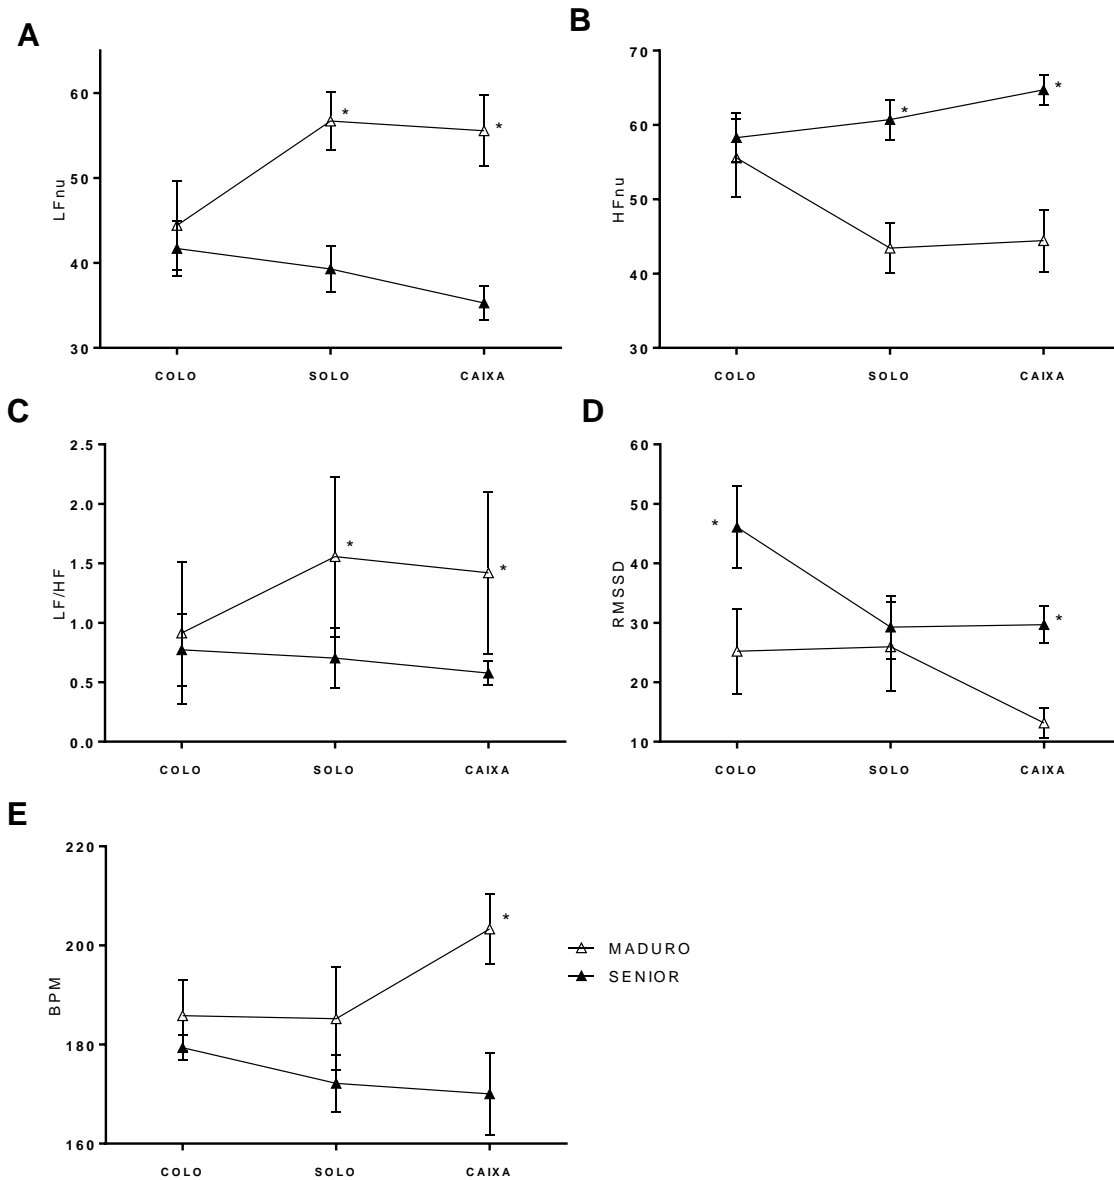 A
LFnu
60
50
40
30
COLO SOLO CAIXA
*
*
B
HFnu
70
60
50
40
30
COLO SOLO CAIXA
*
*
C
LF/HF
2.5
2.0
1.5
1.0
0.5
0.0
COLO SOLO CAIXA
*
*
D
RMSSD
60
50
40
30
20
10
COLO SOLO CAIXA
*
*
E
BPM
220
200
180
160
COLO SOLO CAIXA
*
MADURO
SENIOR